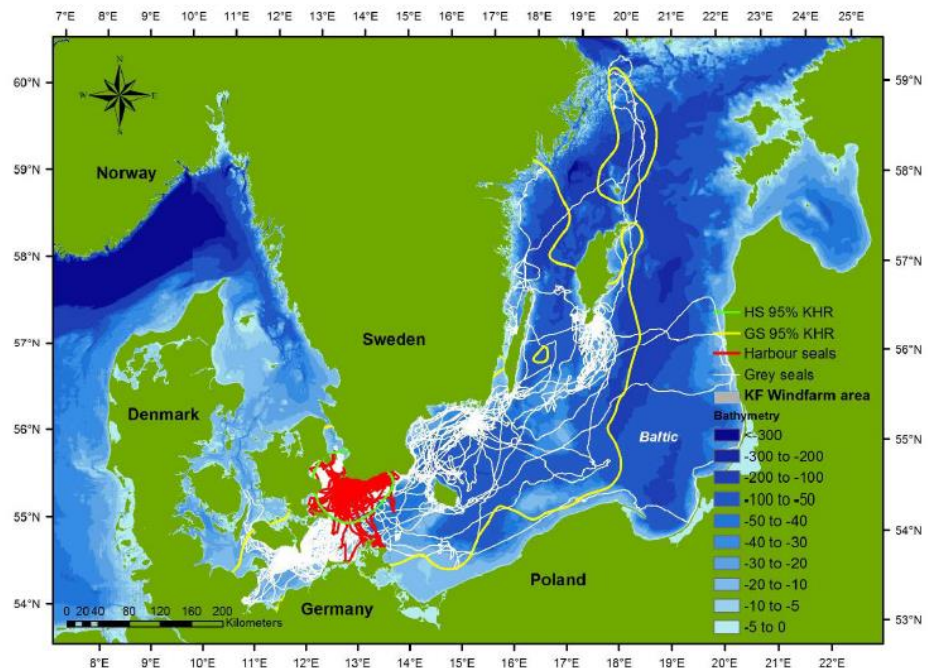 7°E 8°E 9°E 10°E 11°E 12°E 13°E 14°E 15°E 16°E 17°E 18°E 19°E 20°E 21°E 22°E
60°N
59°N
N
W E
S
Norway
59°N
58°N
58°N
57°N
HS 95% KHR
57°N
Sweden
GS 95% KHR
56°N
Harbour seals
Grey seals
Denmark
KF Windfarm area
Bathymetry
56°N
Baltic
< -300
55°N
-300 to -200
-200 to -100
-100 to -50
55°N
-50 to -40
54°N
-40 to -30
-30 to -20
Poland
-20 to -10
54°N
Germany
-10 to -5
53°N
0 20 40 80 120 160 200
Kilometers
-5 to 0
8°E 9°E 10°E 11°E 12°E 13°E 14°E 15°E 16°E 17°E 18°E 19°E 20°E 21°E